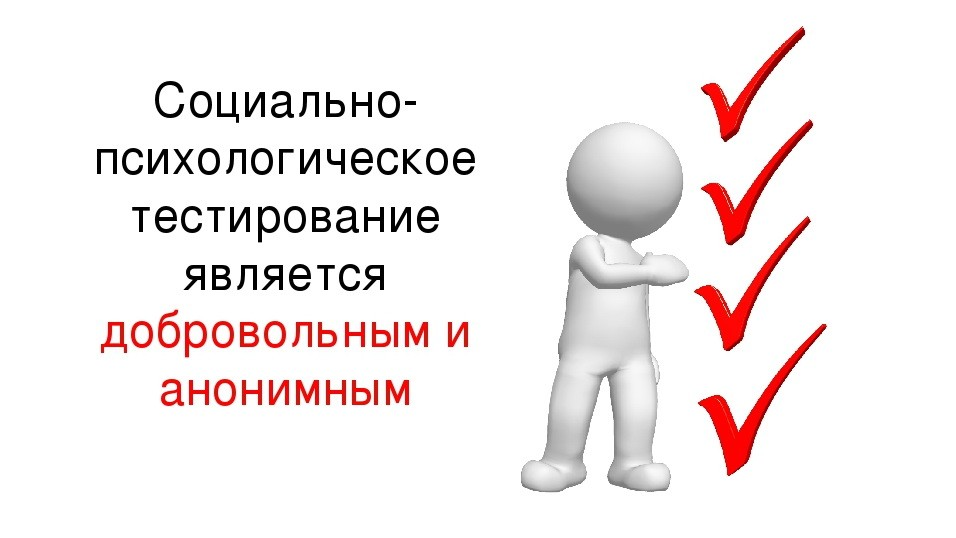 Социально-
психологическое
тестирование
является
добровольным и
анонимным